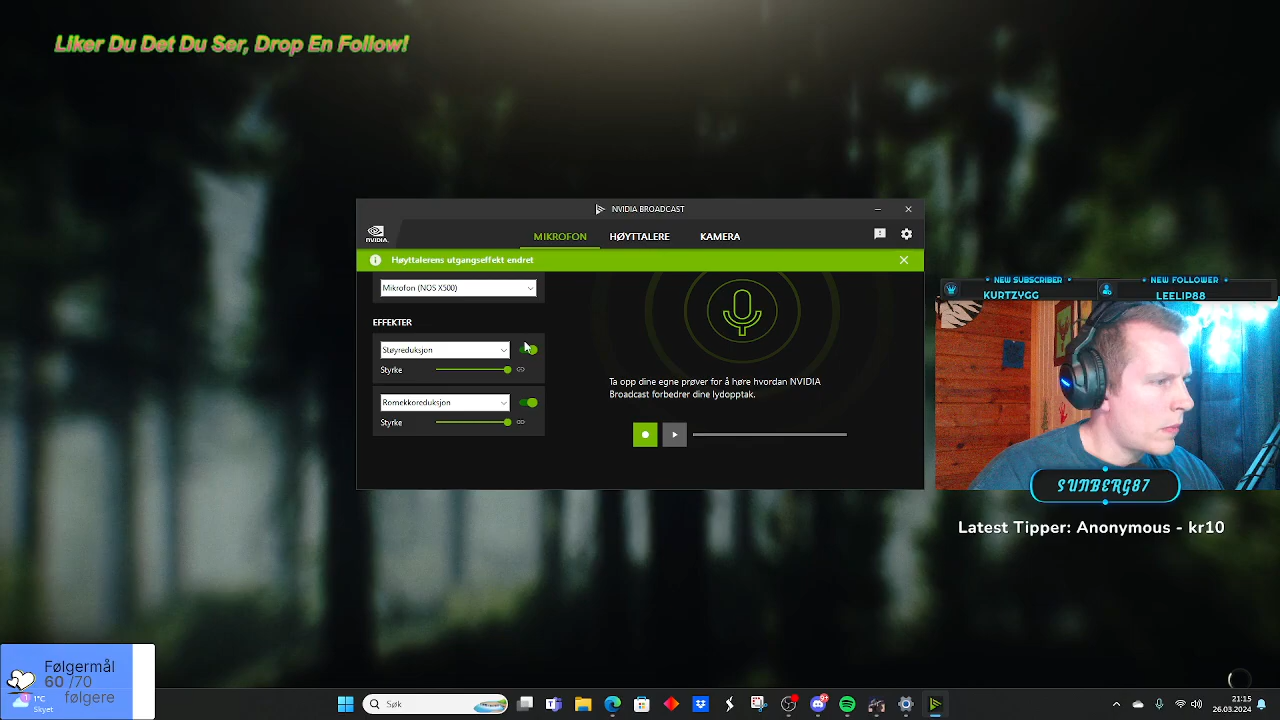 Liker Du Det Du Ser, Drop En Follow!
NVIDIA BROADCAST
NVIDIA.
MIKROFON
HØYTTALERE
KAMERA
Høyttalerens utgangseffekt endret
Mikrofon (NOS X500)
EFFEKTER
Støyreduksjon
Styrke
Romekkoreduksjon
Styrke
Ta opp dine egne prøver for å høre hvordan NVIDIA
Broadcast forbedrer dine lydopptak.
NEW SUBSCRIBER
KURTZYGG
NEW FOLLOWER
LEELIP88
SUNBERG87
Latest Tipper: Anonymous - kr10
Følgermål
60 /70
følgere
1°C
Skyet
Søk
21:15
26.03.2024